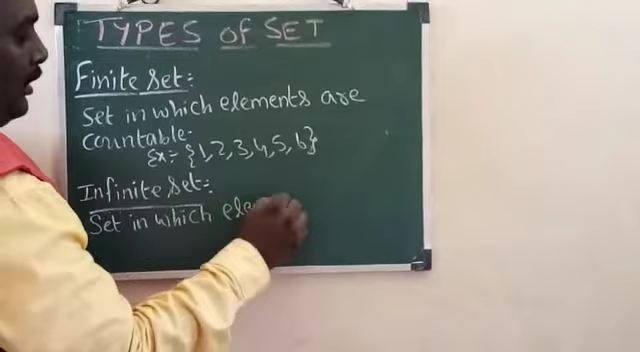 TYPES OF SET
Finite Set:
Set in which elements are
countable.
Ex:- {1,2,3,4,5,6}
Infinite Set:
Set in which ele